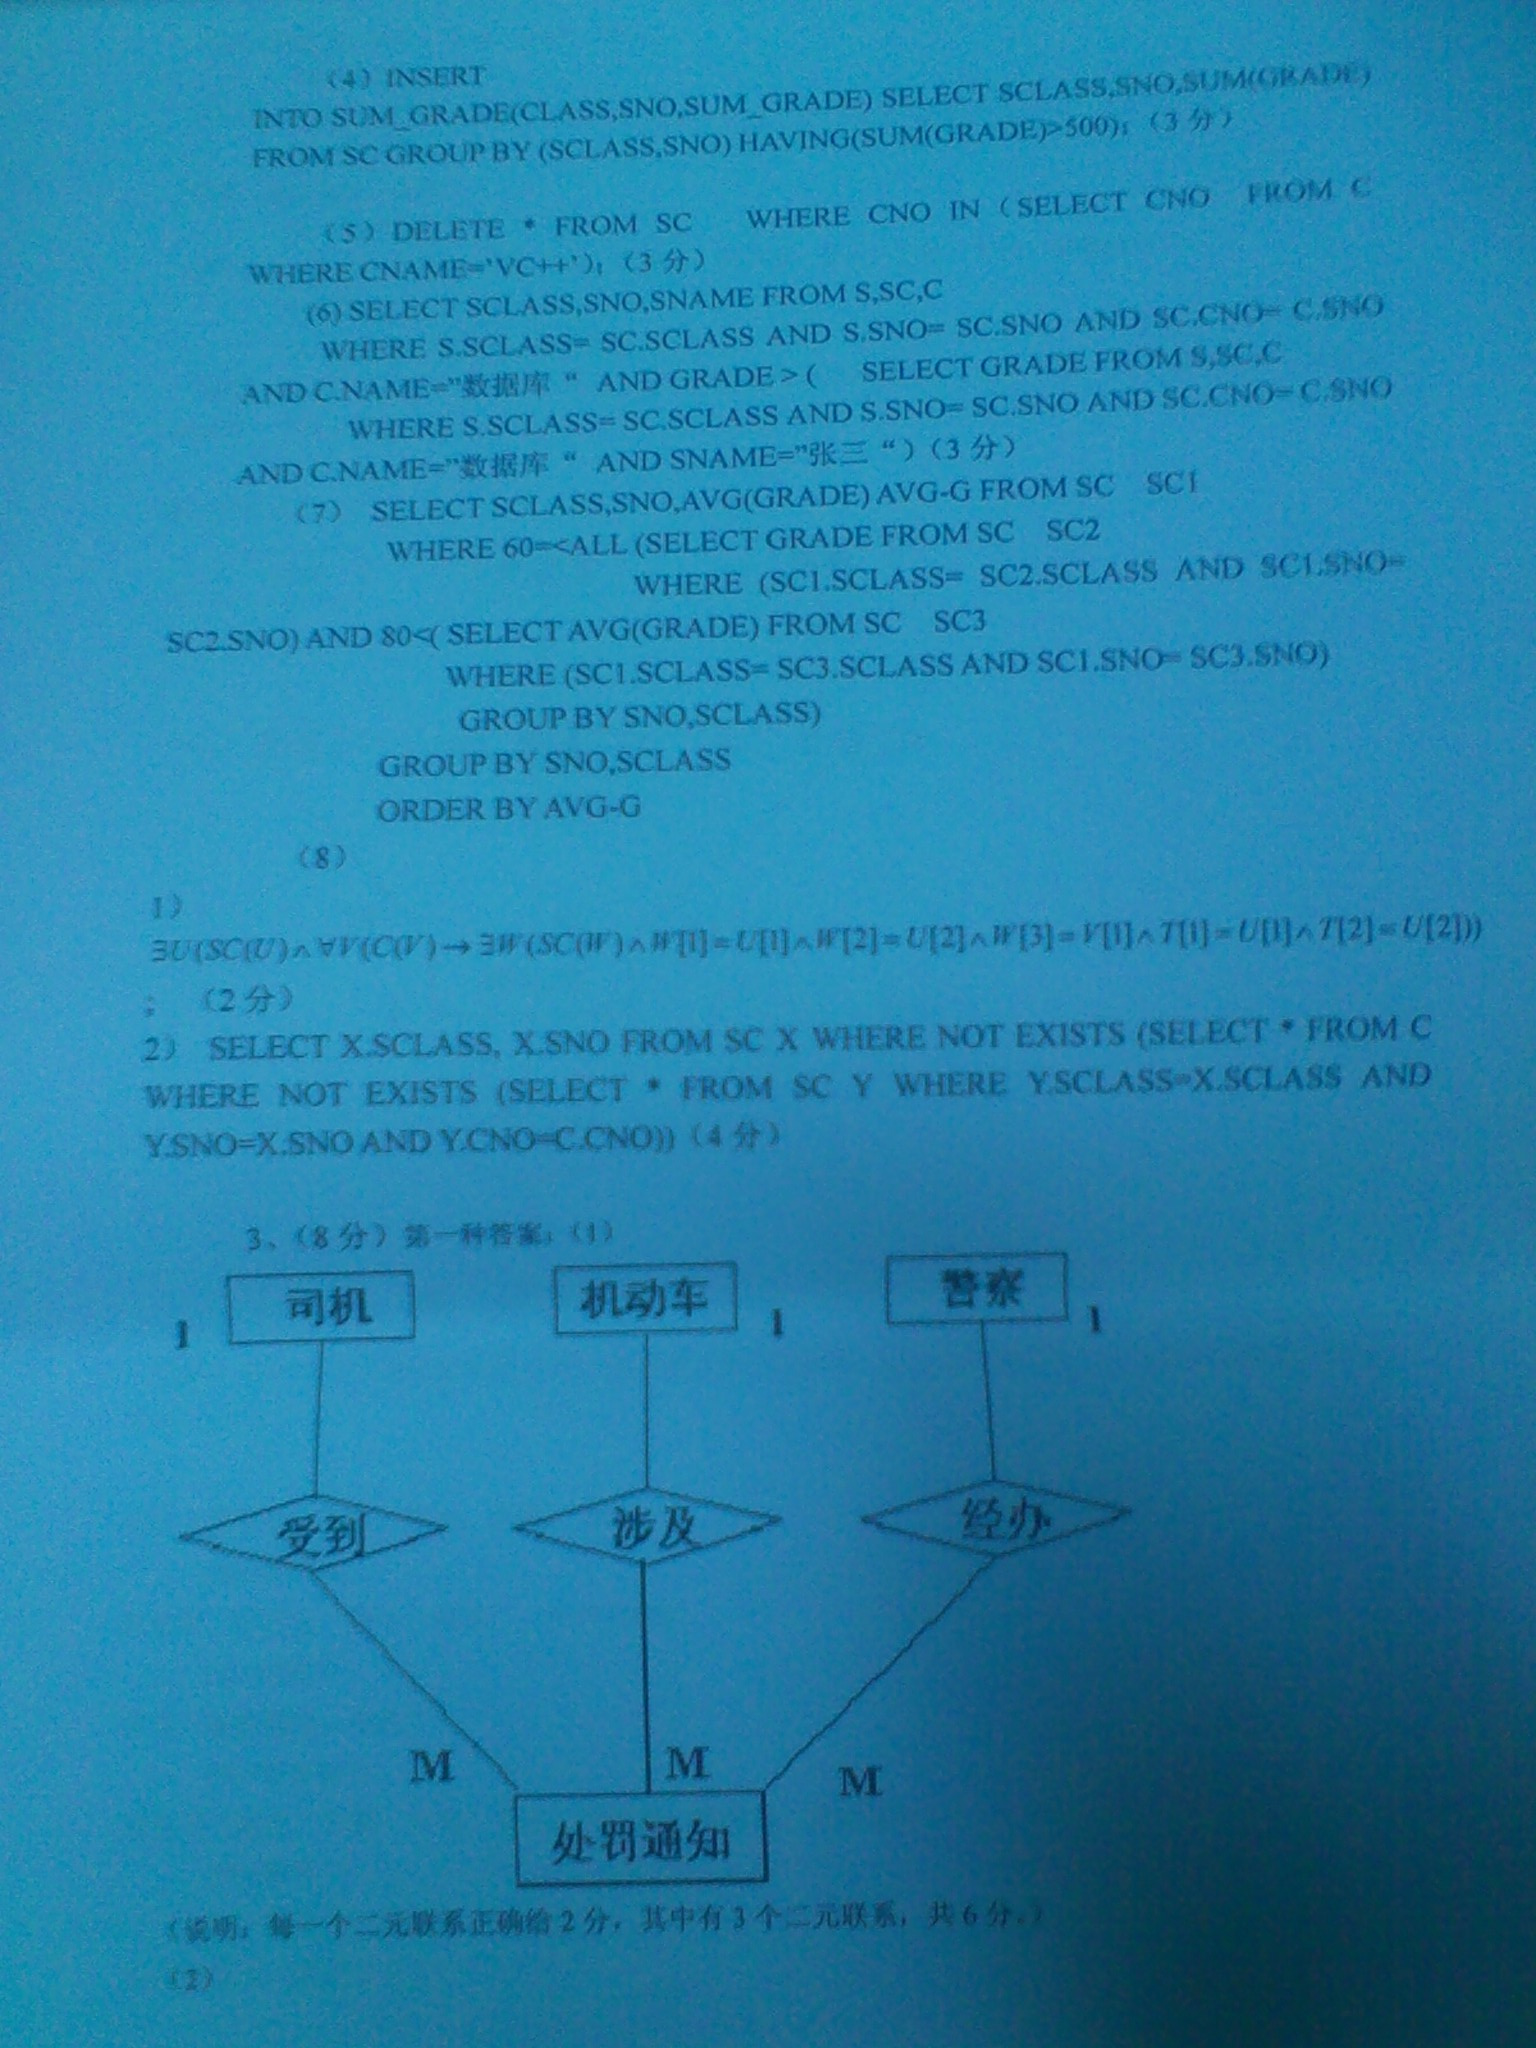 （4）INSERT
INTO SUM_GRADE(CLASS,SNO,SUM_GRADE) SELECT SCLASS,SNO,SUM(GRADE)
FROM SC GROUP BY (SCLASS,SNO) HAVING(SUM(GRADE)>500)；（3 分）
（5）DELETE * FROM SC WHERE CNO IN（SELECT CNO FROM C
WHERE CNAME='VC++'）；（3 分）
(6) SELECT SCLASS,SNO,SNAME FROM S,SC,C
WHERE S.SCLASS= SC.SCLASS AND S.SNO= SC.SNO AND SC.CNO= C.SNO
AND C.NAME=”数据库 “ AND GRADE > ( SELECT GRADE FROM S,SC,C
WHERE S.SCLASS= SC.SCLASS AND S.SNO= SC.SNO AND SC.CNO= C.SNO
AND C.NAME=”数据库 “ AND SNAME=”张三 “)（3 分）
（7） SELECT SCLASS,SNO,AVG(GRADE) AVG-G FROM SC SC1
WHERE 60=<ALL (SELECT GRADE FROM SC SC2
WHERE (SC1.SCLASS= SC2.SCLASS AND SC1.SNO=
SC2.SNO) AND 80<( SELECT AVG(GRADE) FROM SC SC3
WHERE (SC1.SCLASS= SC3.SCLASS AND SC1.SNO= SC3.SNO)
GROUP BY SNO,SCLASS)
GROUP BY SNO,SCLASS
ORDER BY AVG-G
（8）
1）
∃U(SC(U)∧∀V(C(V)→∃W(SC(W)∧W[1]=U[1]∧W[2]=U[2]∧W[3]=V[1]∧T[1]=U[1]∧T[2]=U[2]))
；（2 分）
2） SELECT X.SCLASS, X.SNO FROM SC X WHERE NOT EXISTS (SELECT * FROM C
WHERE NOT EXISTS (SELECT * FROM SC Y WHERE Y.SCLASS=X.SCLASS AND
Y.SNO=X.SNO AND Y.CNO=C.CNO))（4 分）
3、（8 分）第一种答案：（1）
司机 机动车 警察
1 1 1
受到 涉及 经办
M M M
处罚通知
（说明：每一个二元联系正确给 2 分，其中有 3 个二元联系，共 6 分。）
（2）